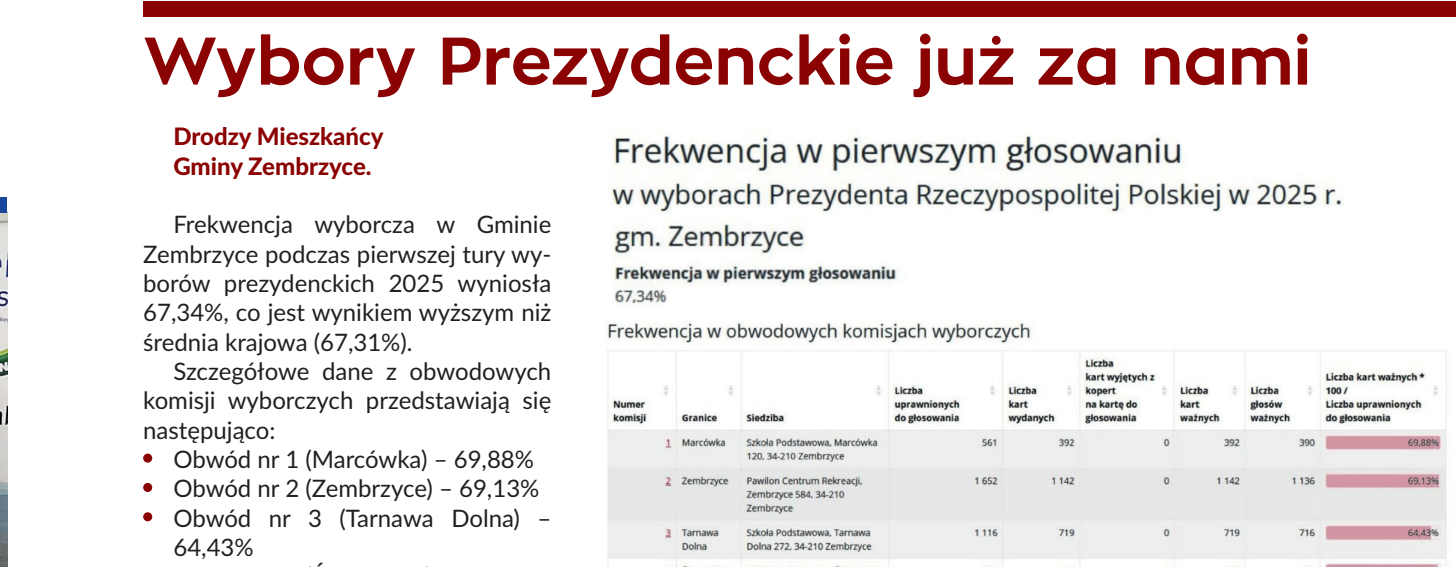 Wybory Prezydenckie już za nami
Drodzy Mieszkańcy
Gminy Zembrzyce.
Frekwencja wyborcza w Gminie
Zembrzyce podczas pierwszej tury wy-
borów prezydenckich 2025 wyniosła
67,34%, co jest wynikiem wyższym niż
średnia krajowa (67,31%).
Szczegółowe dane z obwodowych
komisji wyborczych przedstawiają się
następująco:
• Obwód nr 1 (Marcówka) – 69,88%
• Obwód nr 2 (Zembrzyce) – 69,13%
• Obwód nr 3 (Tarnawa Dolna) –
64,43%
Frekwencja w pierwszym głosowaniu
w wyborach Prezydenta Rzeczypospolitej Polskiej w 2025 r.
gm. Zembrzyce
Frekwencja w pierwszym głosowaniu
67,34%
Frekwencja w obwodowych komisjach wyborczych
Numer
komisji
Granice
Siedziba
Liczba
uprawnionych
do głosowania
Liczba
kart
wydanych
Liczba
kart wyjętych z
kopert
na kartę do
głosowania
Liczba
kart
ważnych
Liczba
głosów
ważnych
Liczba kart ważnych *
100 /
Liczba uprawnionych
do głosowania
1 Marcówka Szkoła Podstawowa, Marcówka 561 392 0 392 390 69,88%
120, 34-210 Zembrzyce
2 Zembrzyce Pawilon Centrum Rekreacji, 1 652 1 142 0 1 142 1 136 69,13%
Zembrzyce 584, 34-210
Zembrzyce
3 Tarnawa Szkoła Podstawowa, Tarnawa 1 116 719 0 719 716 64,43%
Dolna Dolna 272, 34-210 Zembrzyce